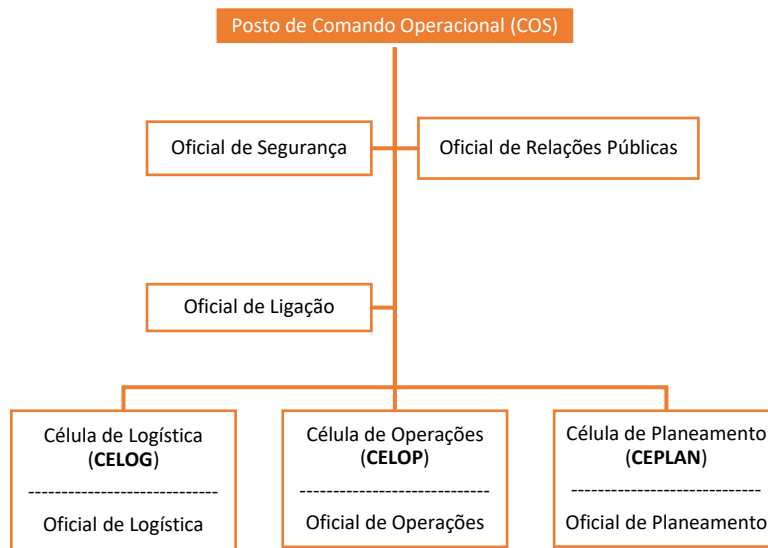 Posto de Comando Operacional (COS)
Oficial de Segurança
Oficial de Relações Públicas
Oficial de Ligação
Célula de Logística
(CELOG)
-----------------------------
Oficial de Logística
Célula de Operações
(CELOP)
-----------------------------
Oficial de Operações
Célula de Planeamento
(CEPLAN)
-----------------------------
Oficial de Planeamento